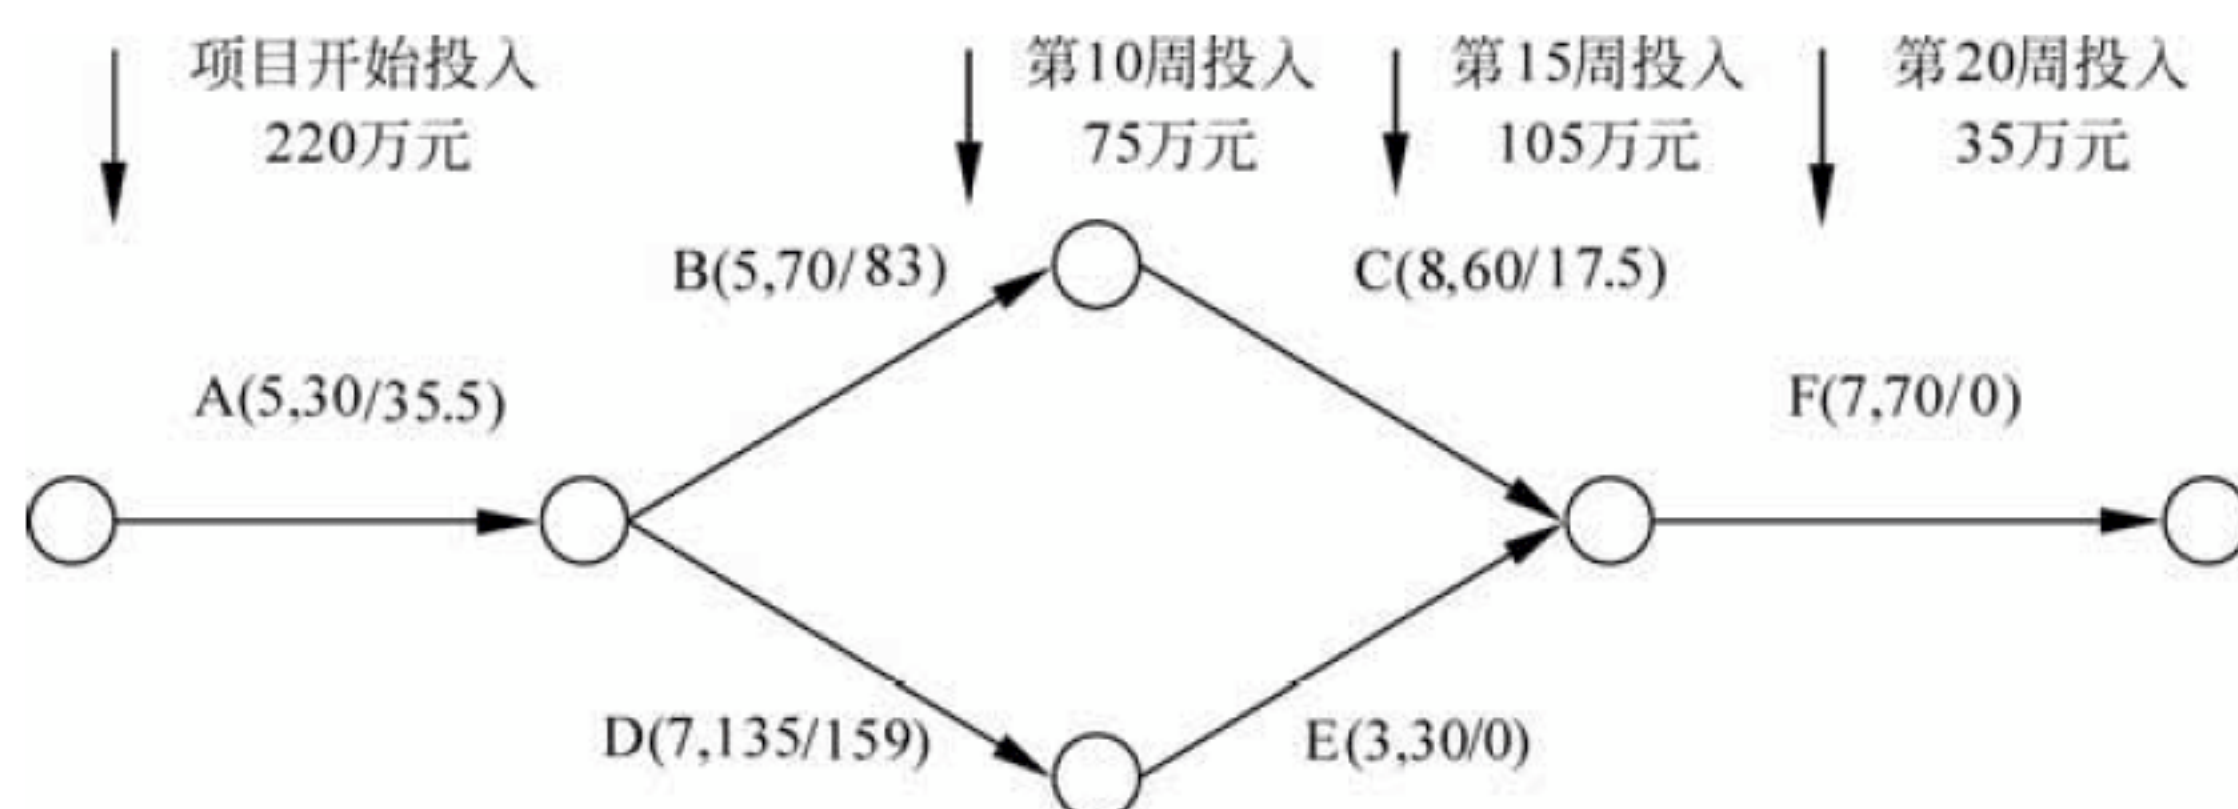 项目开始投入
220万元
第10周投入
75万元
第15周投入
105万元
第20周投入
35万元
B(5,70/83)
C(8,60/17.5)
A(5,30/35.5)
F(7,70/0)
D(7,135/159)
E(3,30/0)